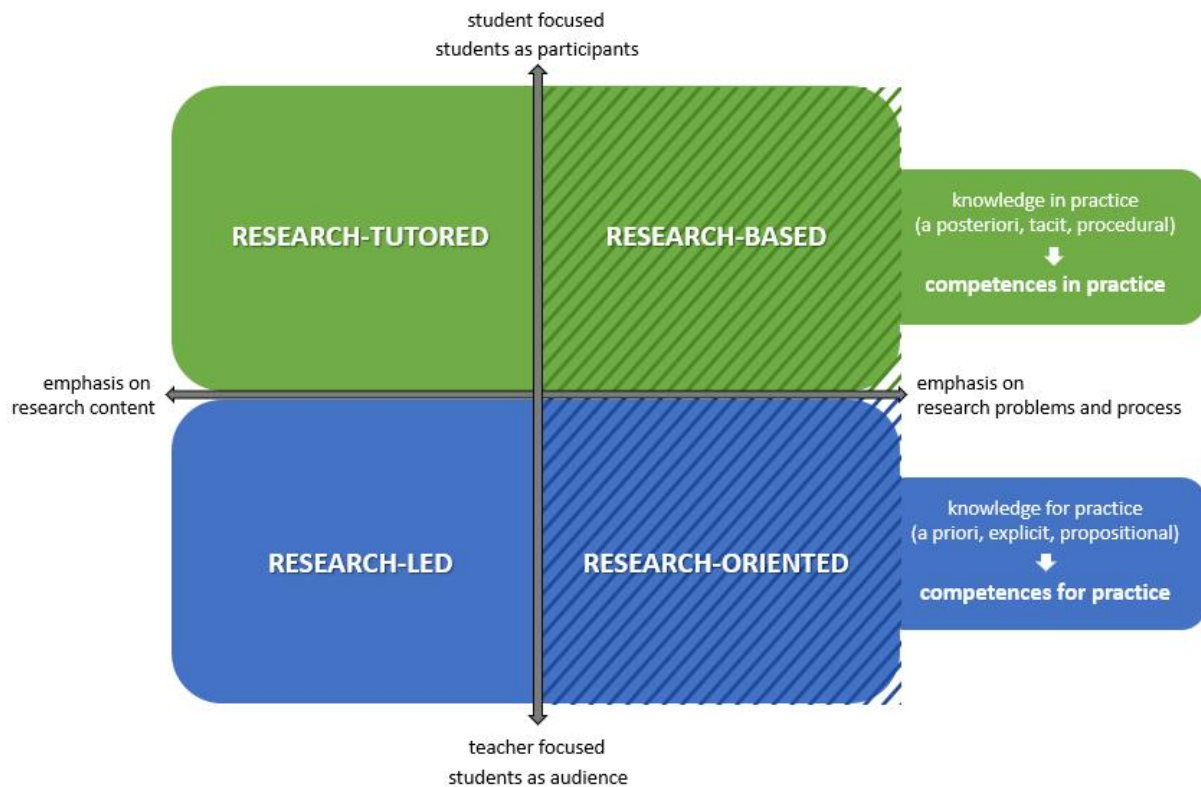 student focused
students as participants
RESEARCH-TUTORED
RESEARCH-BASED
knowledge in practice
(a posteriori, tacit, procedural)
competences in practice
emphasis on
research content
emphasis on
research problems and process
RESEARCH-LED
RESEARCH-ORIENTED
knowledge for practice
(a priori, explicit, propositional)
competences for practice
teacher focused
students as audience